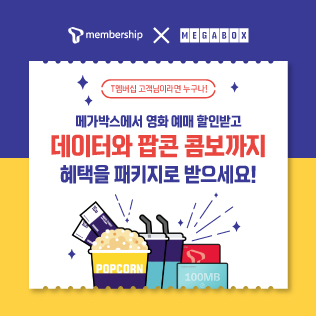 T membership X MEGABOX
T멤버십 고객님이라면 누구나!
메가박스에서 영화 예매 할인받고
데이터와 팝콘 콤보까지
혜택을 패키지로 받으세요!
POPCORN
100MB